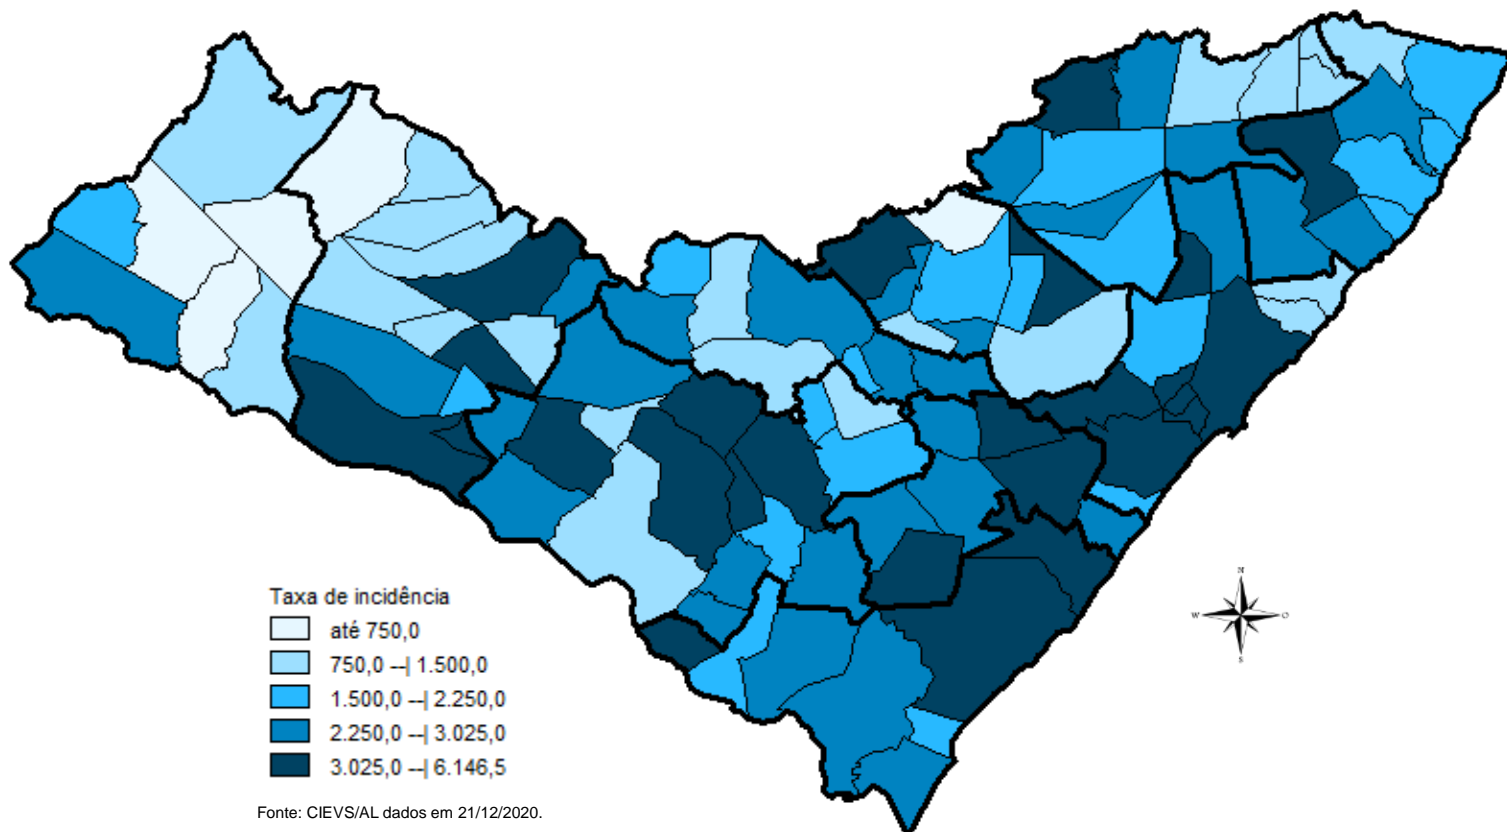 Taxa de incidência
até 750,0
750,0 --| 1.500,0
1.500,0 --| 2.250,0
2.250,0 --| 3.025,0
3.025,0 --| 6.146,5
Fonte: CIEVS/AL dados em 21/12/2020.
N
W
O
S